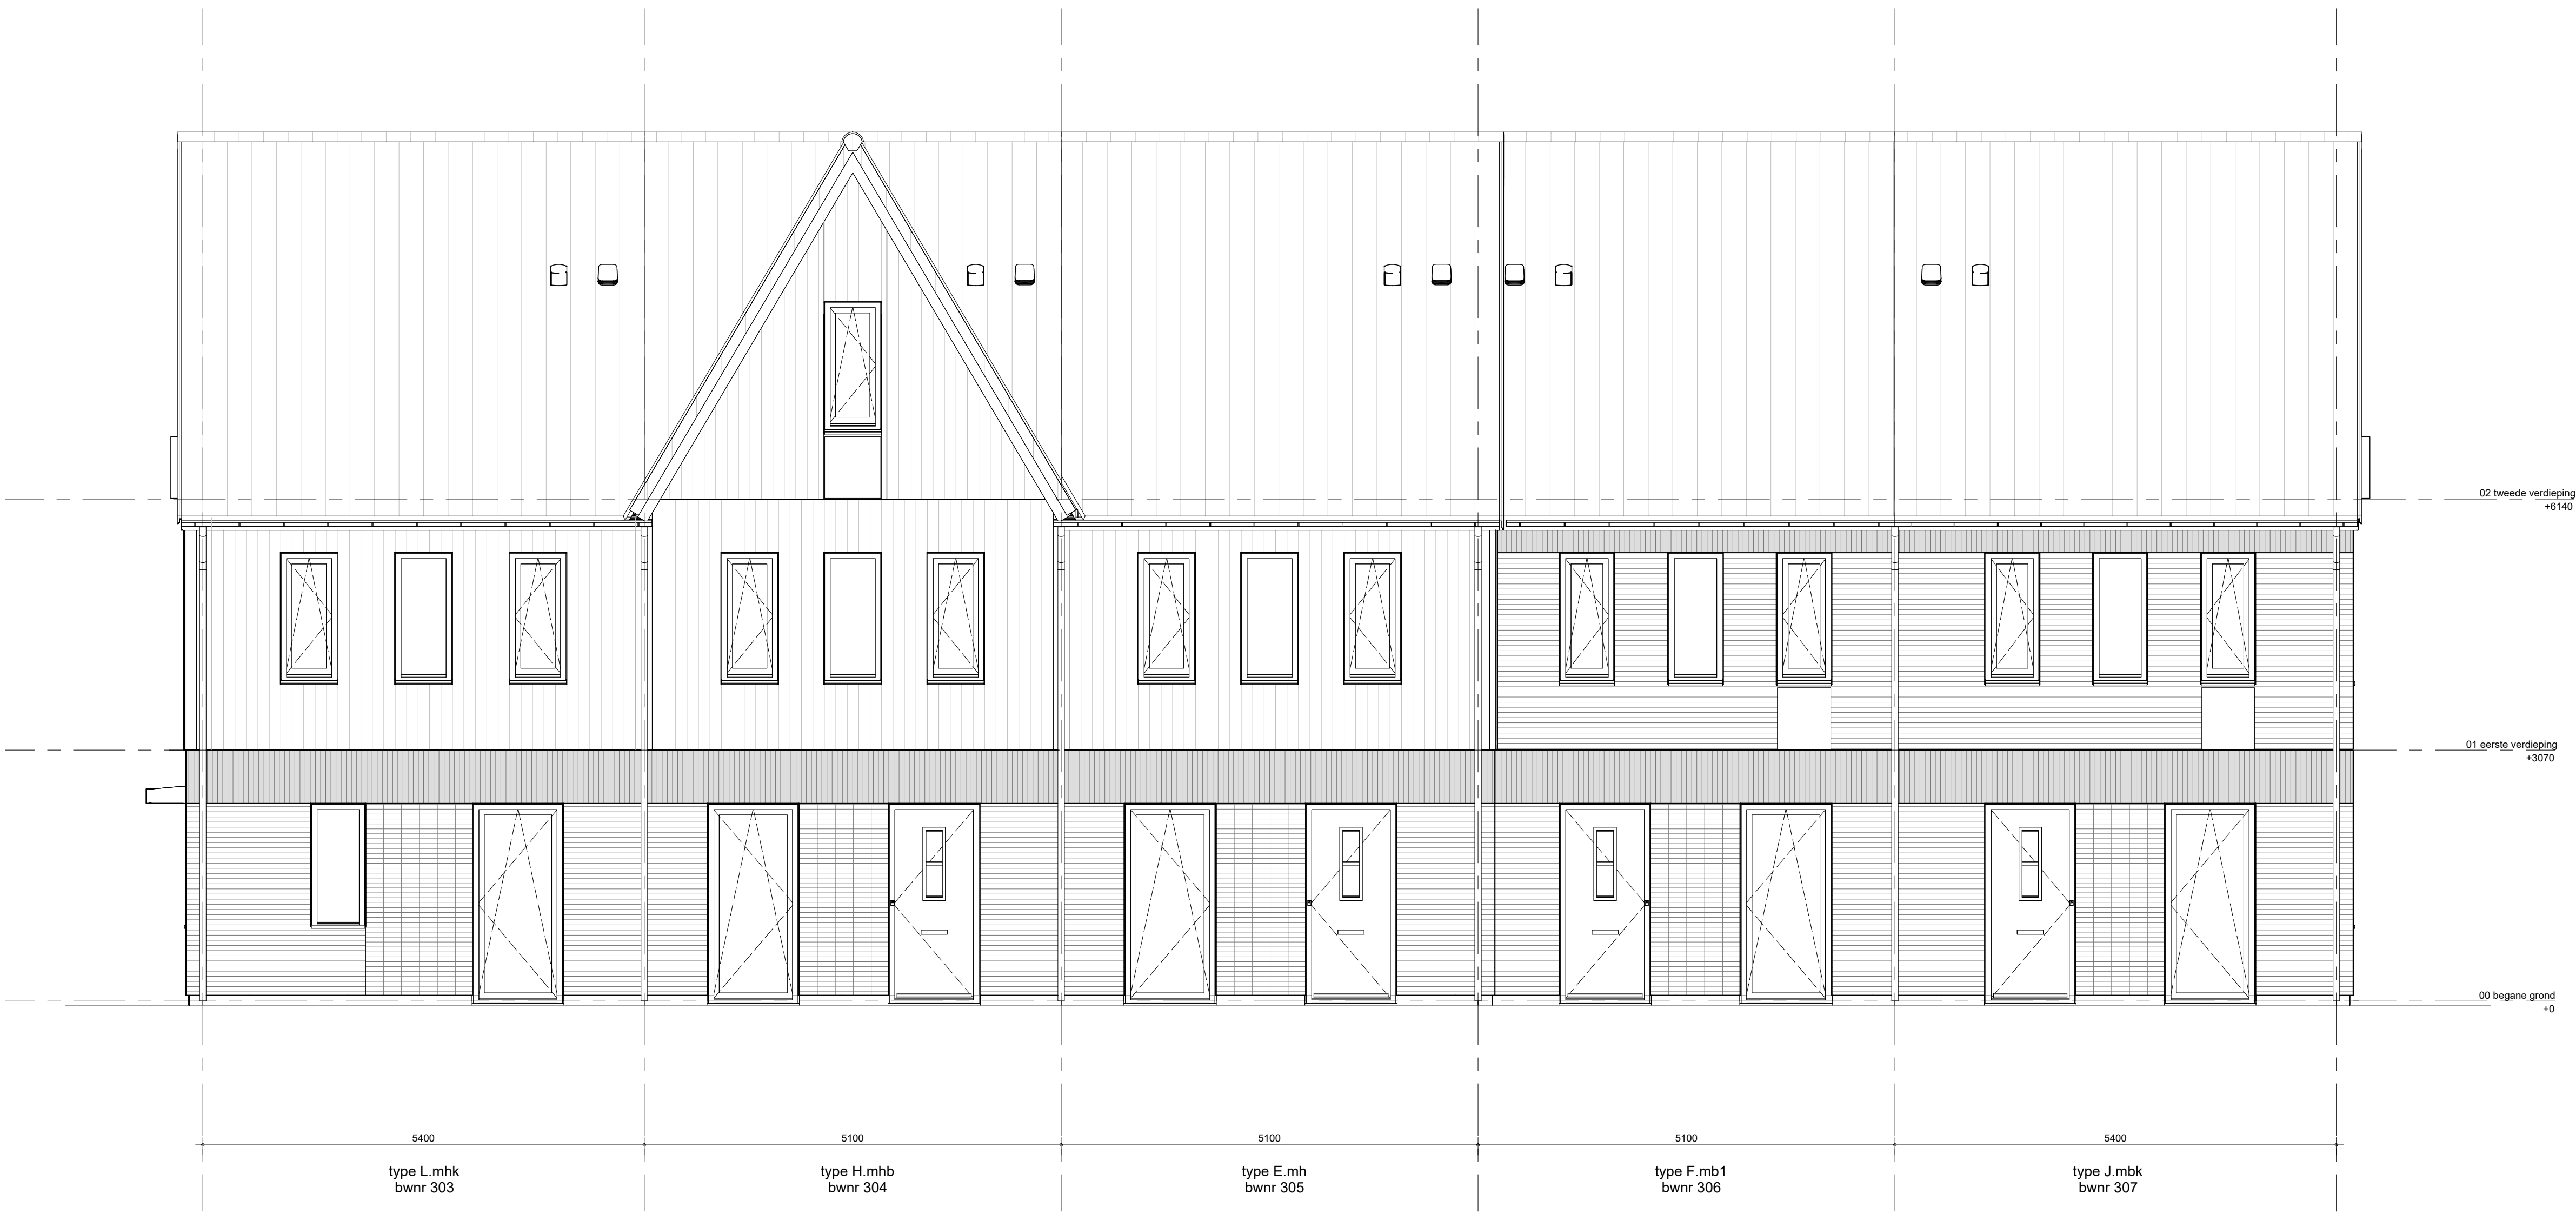 02 tweede verdieping
+6140
01 eerste verdieping
+3070
00 begane grond
+0
5400
5100
5100
5100
5400
type L.mhk
bwnr 303
type H.mhb
bwnr 304
type E.mh
bwnr 305
type F.mb1
bwnr 306
type J.mbk
bwnr 307